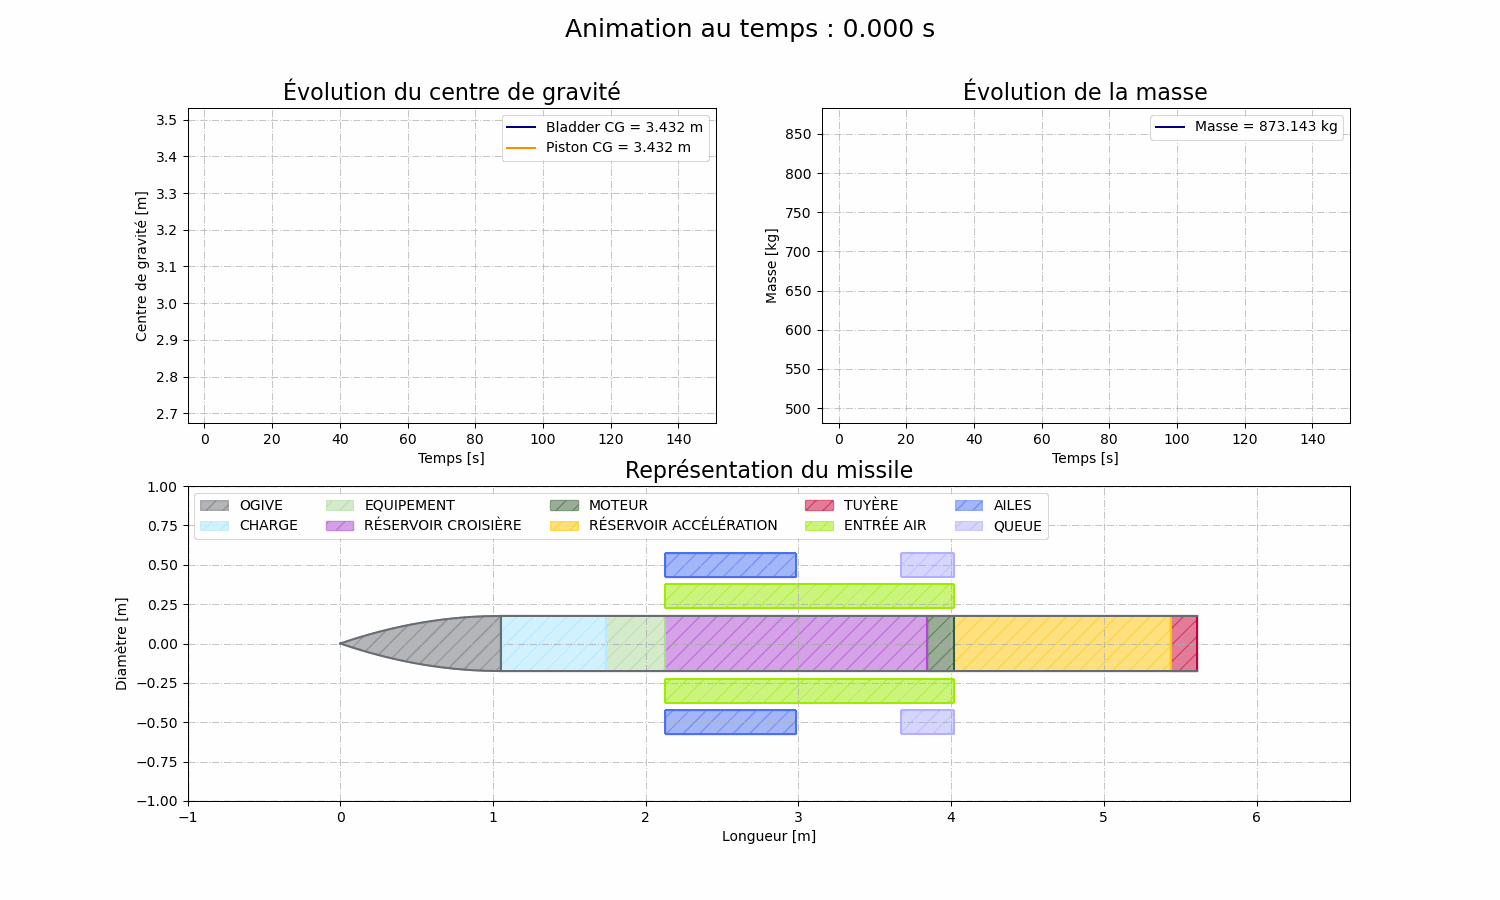 Animation au temps : 0.000 s
Évolution du centre de gravité
Centre de gravité [m]
3.5
3.4
3.3
3.2
3.1
3.0
2.9
2.8
2.7
Bladder CG = 3.432 m
Piston CG = 3.432 m
0 20 40 60 80 100 120 140
Temps [s]
Évolution de la masse
Masse [kg]
850
800
750
700
650
600
550
500
Masse = 873.143 kg
0 20 40 60 80 100 120 140
Temps [s]
Représentation du missile
Diamètre [m]
1.00
0.75
0.50
0.25
0.00
−0.25
−0.50
−0.75
−1.00
OGIVE EQUIPEMENT MOTEUR TUYÈRE AILES
CHARGE RÉSERVOIR CROISIÈRE RÉSERVOIR ACCÉLÉRATION ENTRÉE AIR QUEUE
−1 0 1 2 3 4 5 6
Longueur [m]